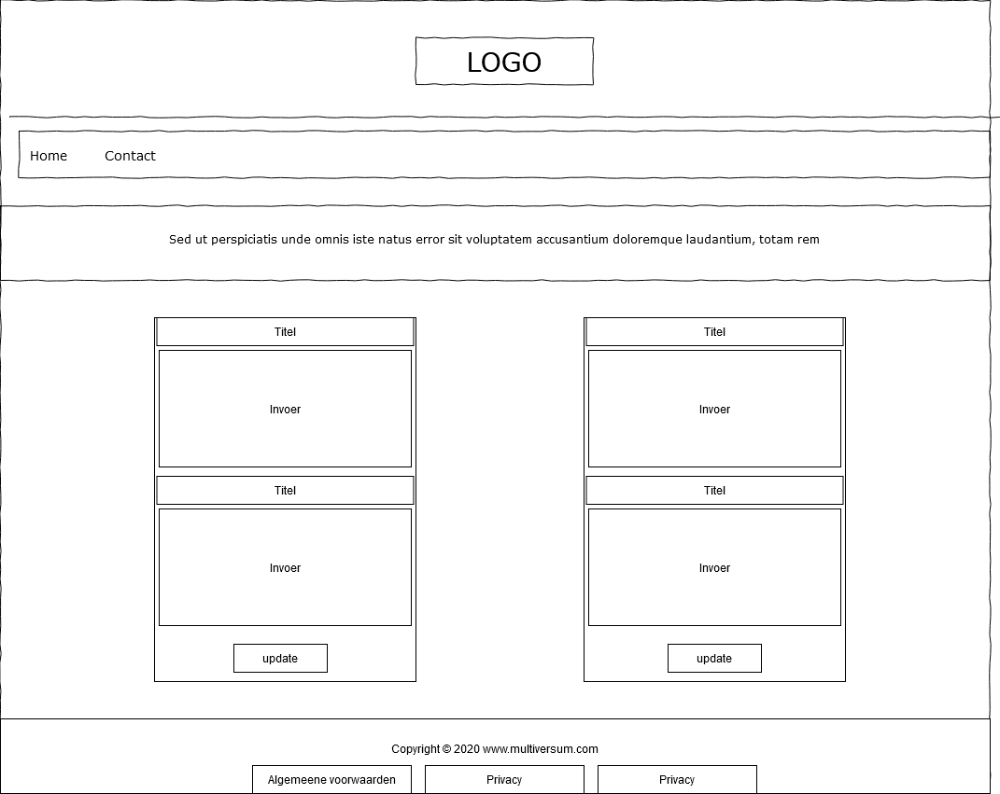 LOGO
Home Contact
Sed ut perspiciatis unde omnis iste natus error sit voluptatem accusantium doloremque laudantium, totam rem
Titel
Invoer
Titel
Invoer
update
Titel
Invoer
Titel
Invoer
update
Copyright © 2020 www.multiversum.com
Algemeene voorwaarden Privacy Privacy